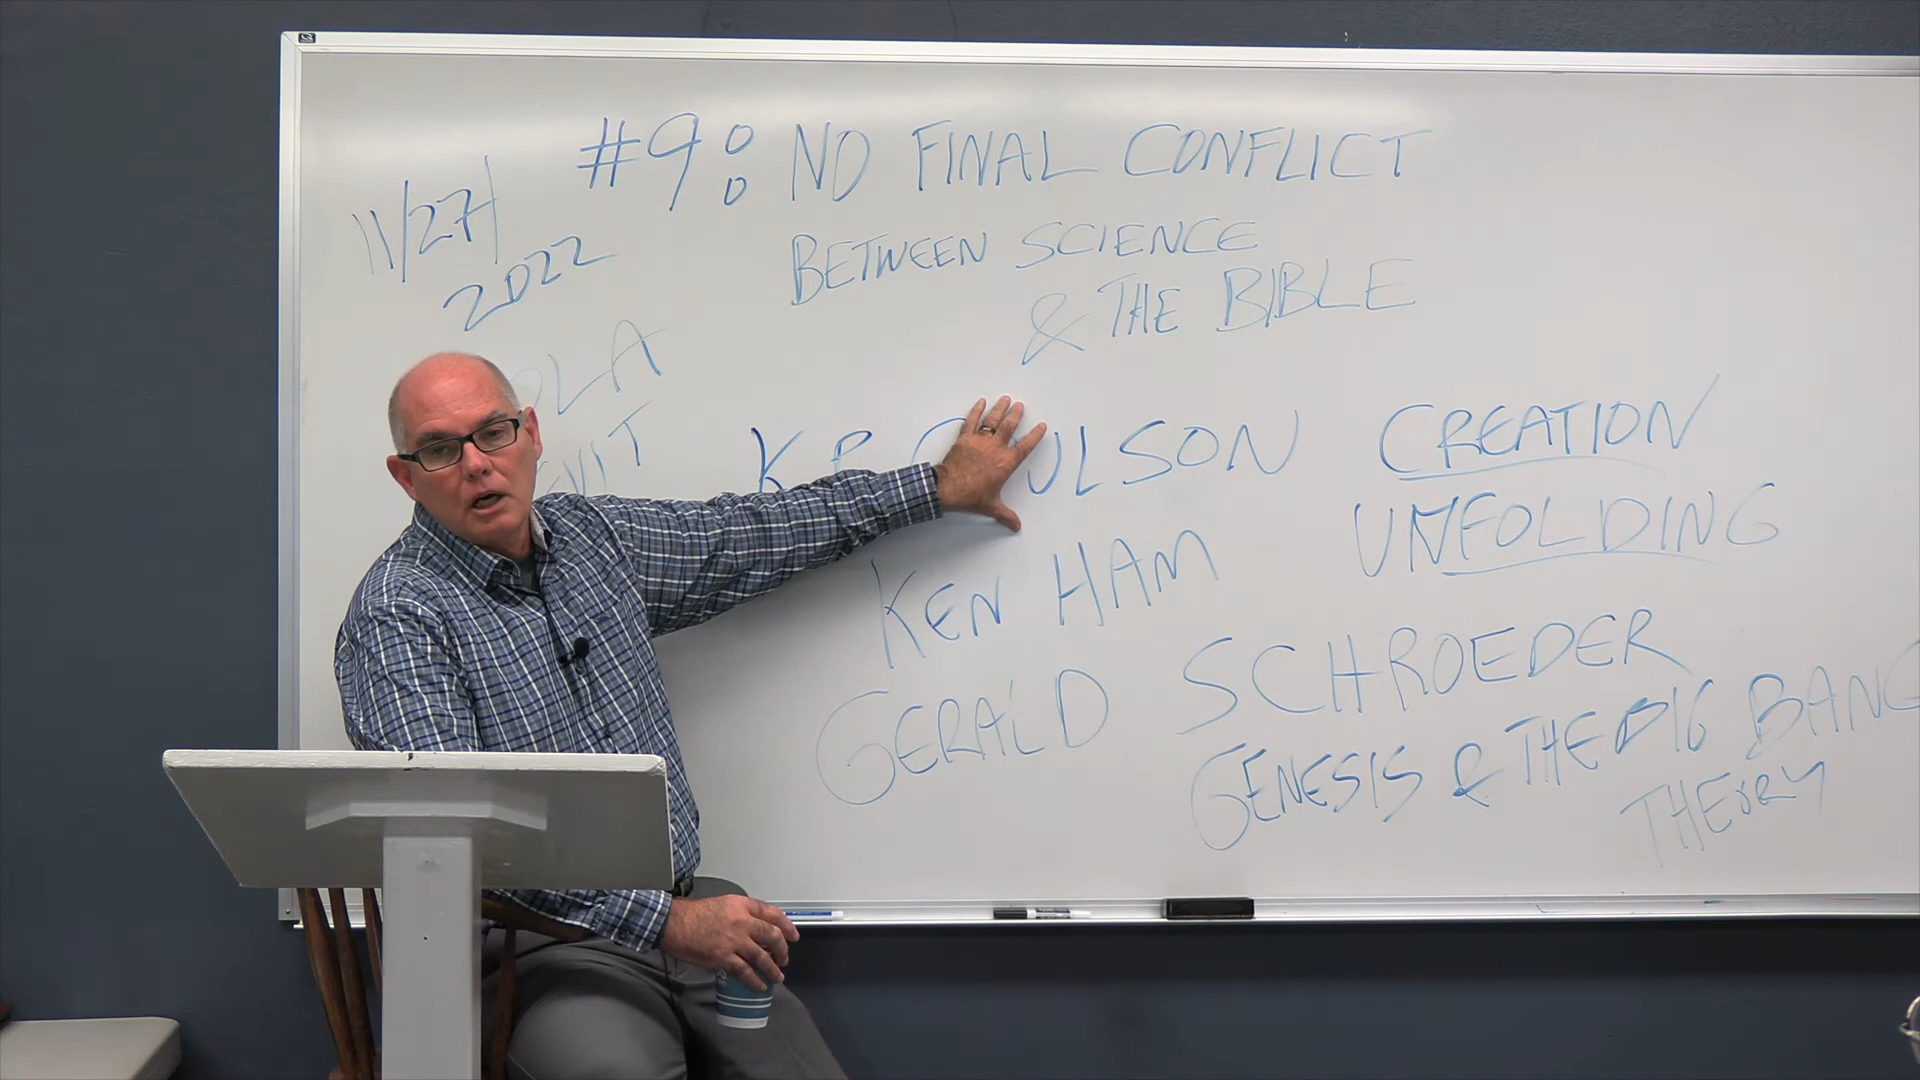 #9: NO FINAL CONFLICT
BETWEEN SCIENCE
& THE BIBLE
11/27/
2022
CREATION
UNFOLDING
KEN HAM
GERALD SCHROEDER
GENESIS & THE BIG BANG
THEORY